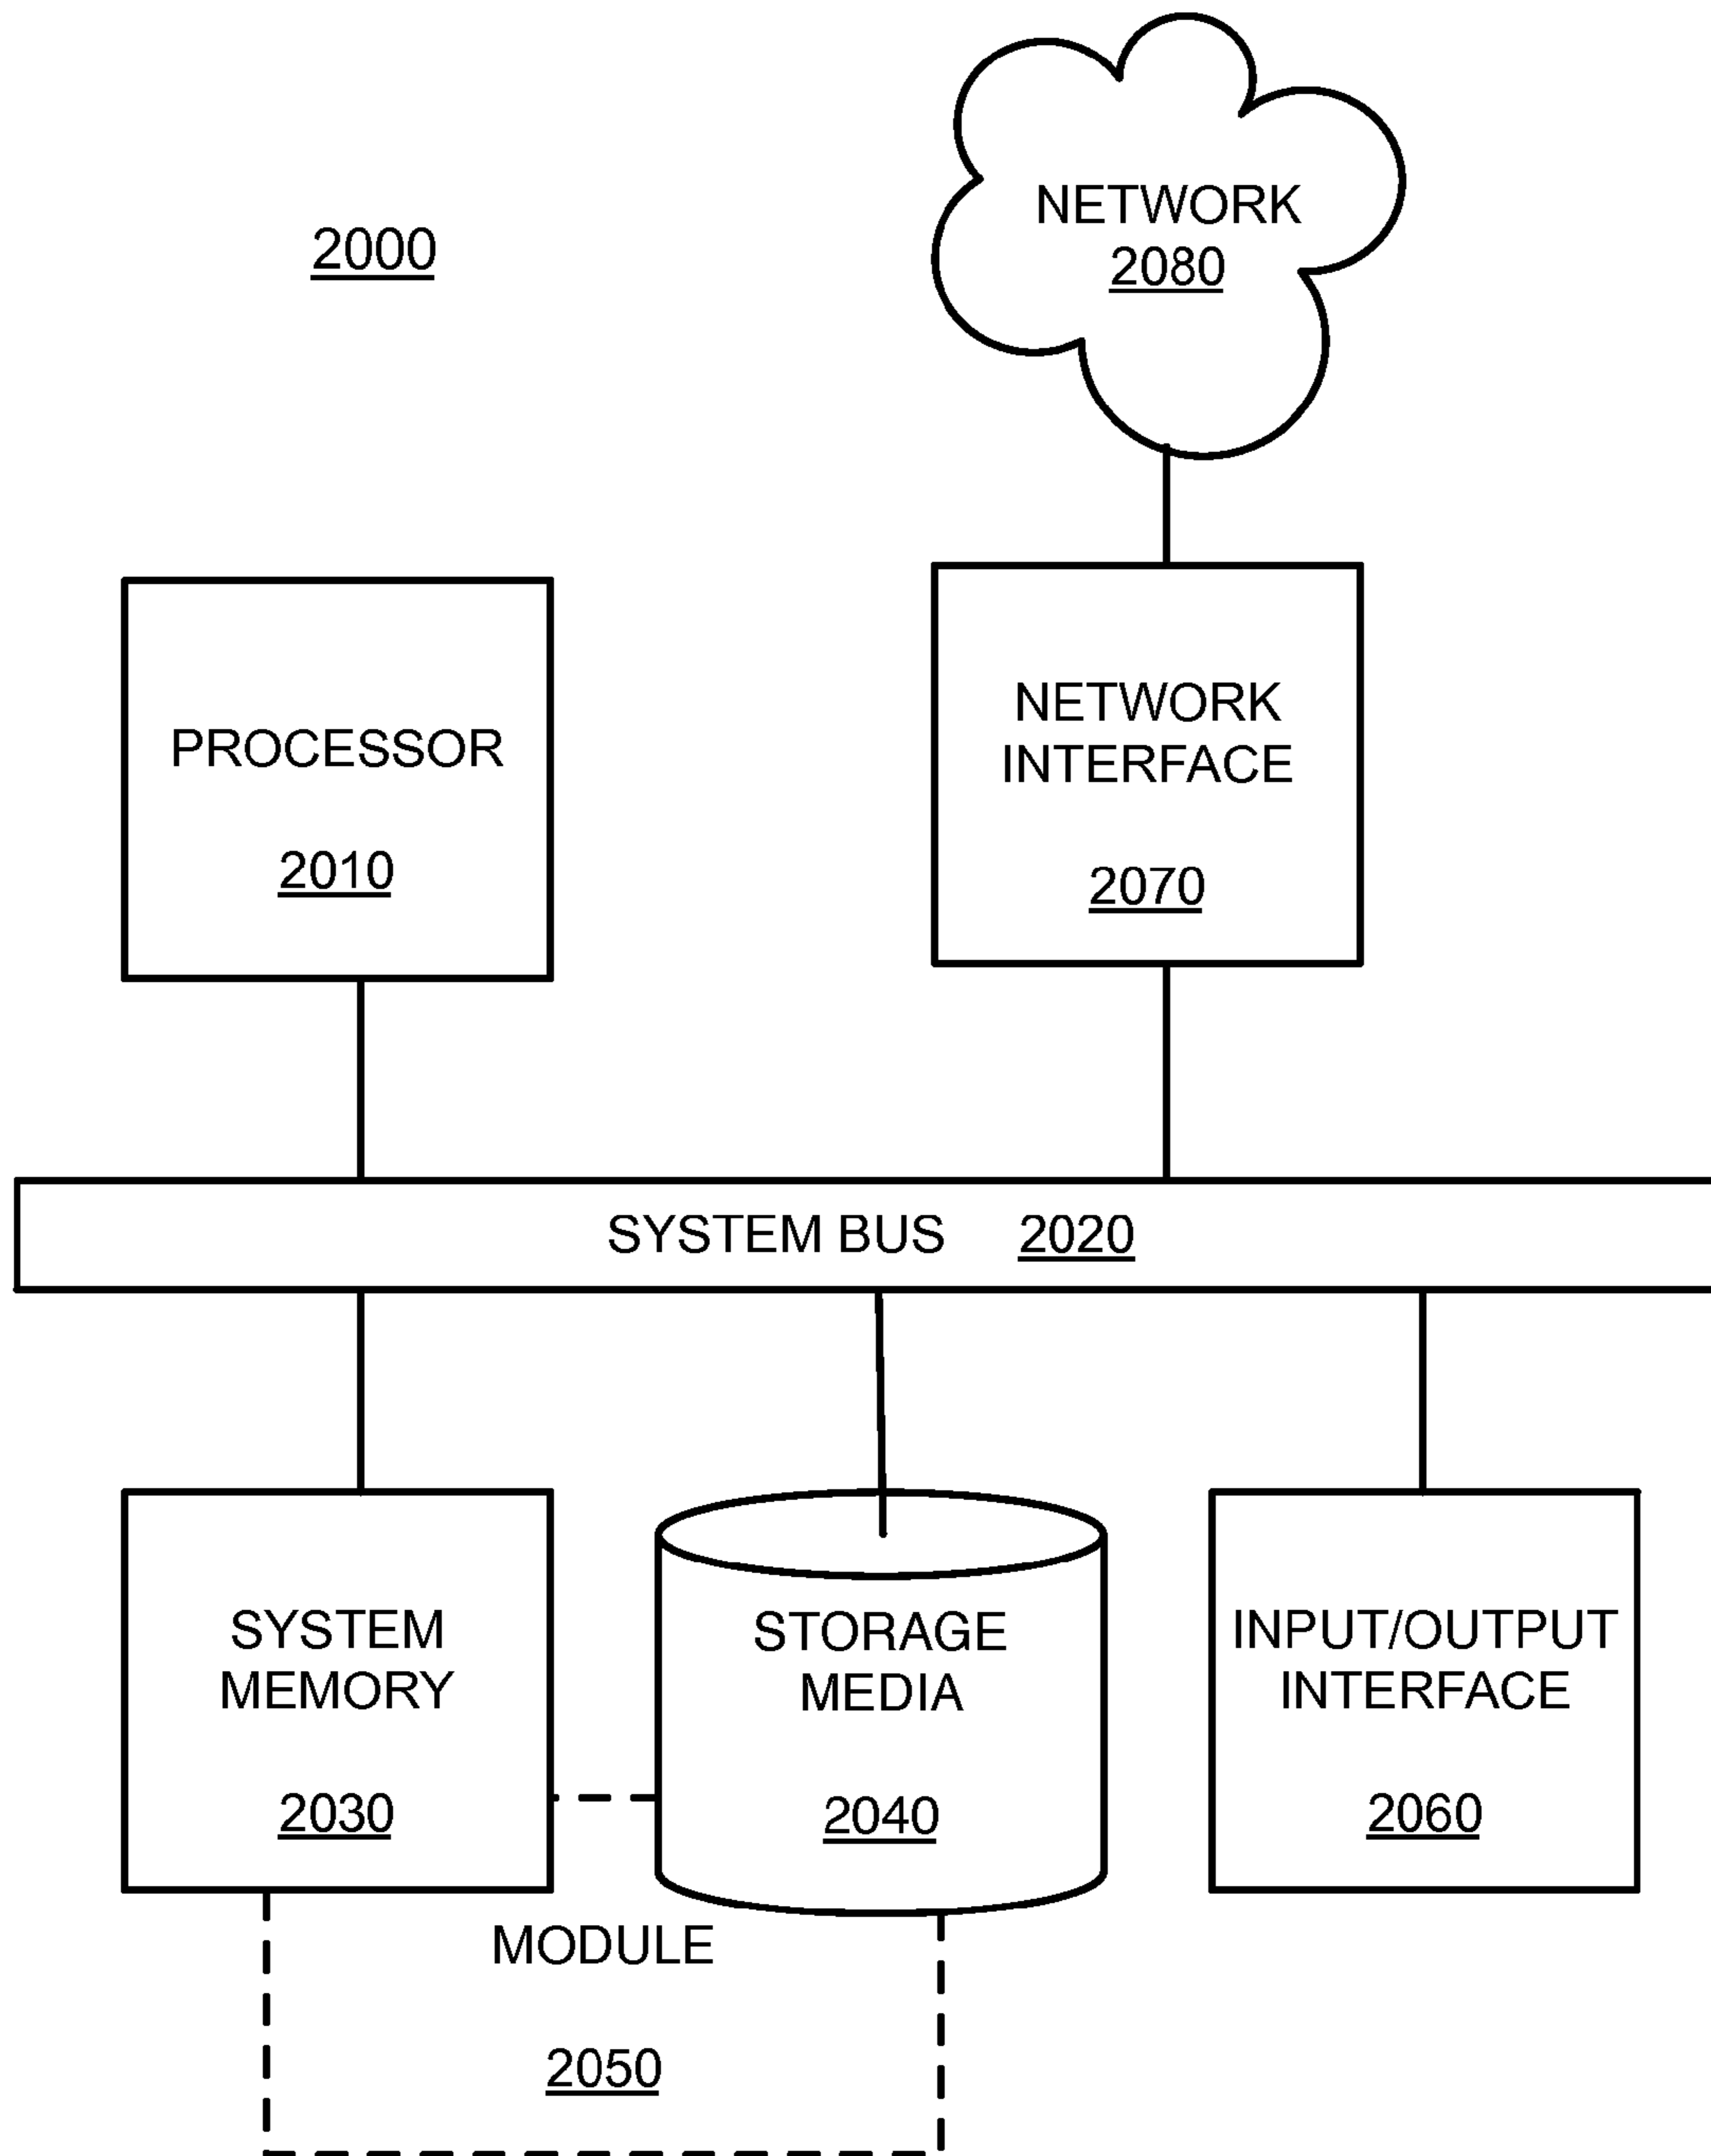 2000
NETWORK
2080
PROCESSOR
2010
NETWORK
INTERFACE
2070
SYSTEM BUS 2020
SYSTEM
MEMORY
2030
STORAGE
MEDIA
2040
INPUT/OUTPUT
INTERFACE
2060
MODULE
2050